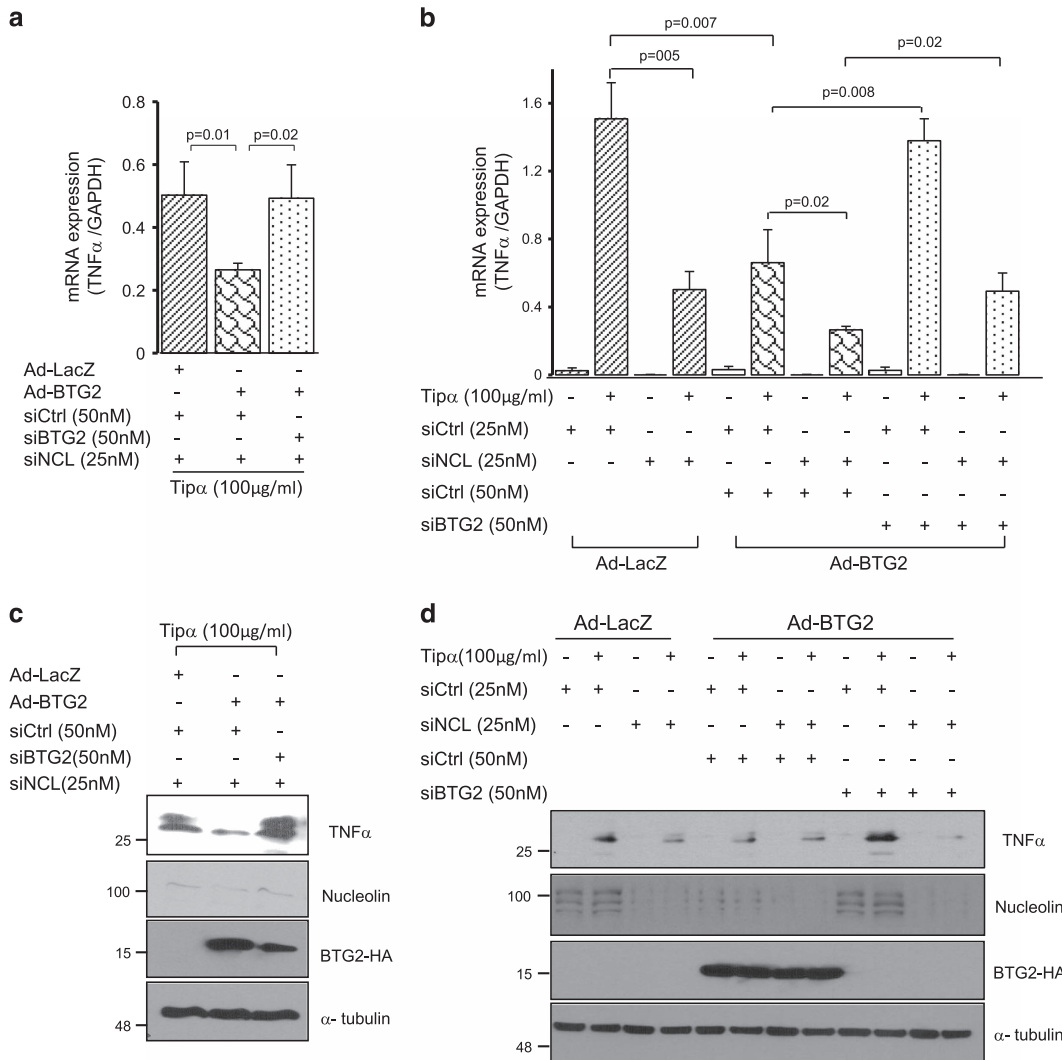 a
mRNA expression
(TNFα /GAPDH)
0.8
0.6
0.4
0.2
0
p=0.01 p=0.02
Ad-LacZ + - -
Ad-BTG2 - + +
siCtrl (50nM) + + -
siBTG2 (50nM) - - +
siNCL (25nM) + + +
Tipα (100μg/ml)
b
mRNA expression
(TNFα /GAPDH)
1.6
1.2
0.8
0.4
0
p=0.007
p=005
p=0.02
p=0.008
p=0.02
Tipα (100μg/ml) - + - + - + - + - + - +
siCtrl (25nM) + + - - + + - - + + - -
siNCL (25nM) - - + + - - + + - - + +
siCtrl (50nM) - - - - + + + + - - - -
siBTG2 (50nM) - - - - - - - - + + + +
Ad-LacZ Ad-BTG2
c
Tipα (100μg/ml)
Ad-LacZ + - -
Ad-BTG2 - + +
siCtrl (50nM) + + -
siBTG2(50nM) - - +
siNCL(25nM) + + +
25 TNFα
100 Nucleolin
15 BTG2-HA
48 α- tubulin
d
Ad-LacZ Ad-BTG2
Tipα(100μg/ml) - + - + - + - + - + - +
siCtrl (25nM) + + - - + + - - + + - -
siNCL (25nM) - - + + - - + + - - + +
siCtrl (50nM) - - - - + + + + - - - -
siBTG2 (50nM) - - - - - - - - + + + +
25 TNFα
100 Nucleolin
15 BTG2-HA
48 α- tubulin